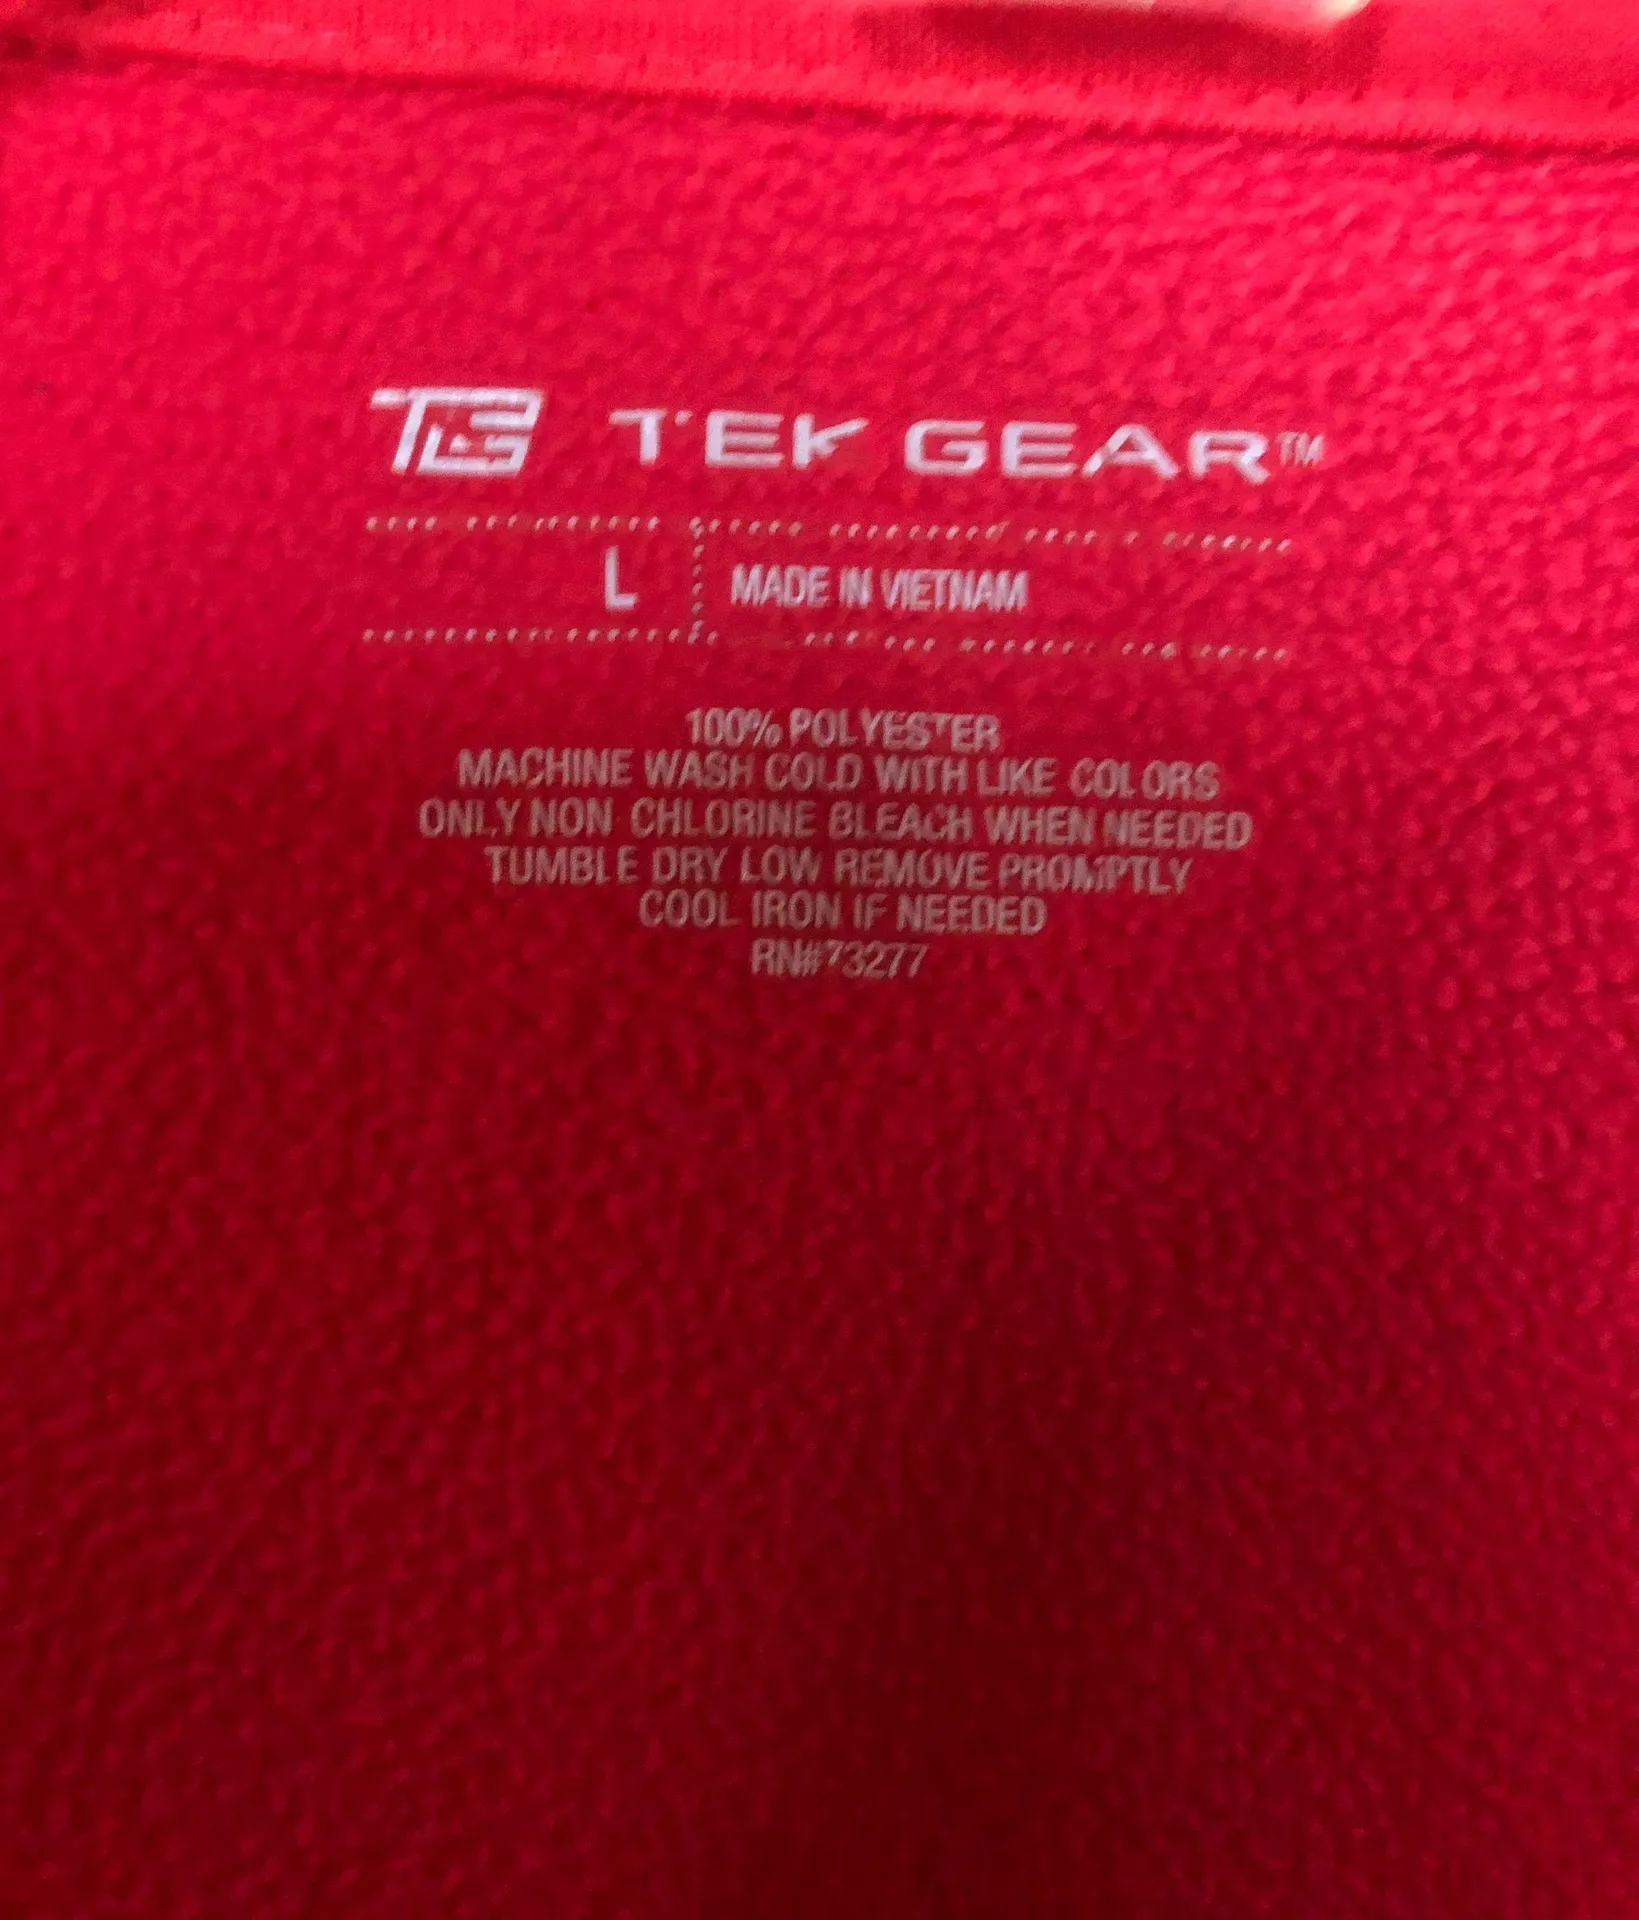 TG TEK GEAR™
L MADE IN VIETNAM
100% POLYESTER
MACHINE WASH COLD WITH LIKE COLORS
ONLY NON-CHLORINE BLEACH WHEN NEEDED
TUMBLE DRY LOW REMOVE PROMPTLY
COOL IRON IF NEEDED
RN#73277